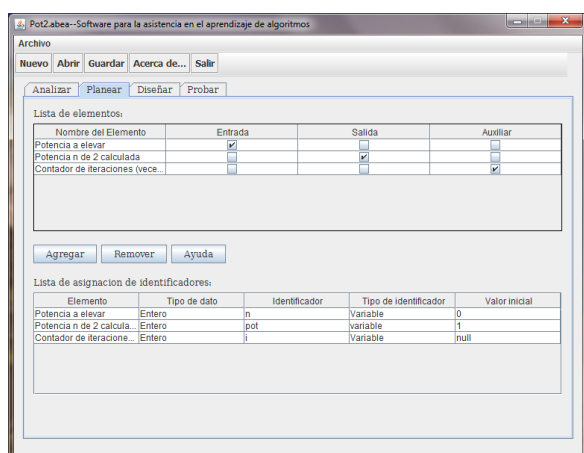 Pot2.abea--Software para la asistencia en el aprendizaje de algoritmos
Archivo
Nuevo Abrir Guardar Acerca de... Salir
Analizar Planear Diseñar Probar
Lista de elementos:
Nombre del Elemento Entrada Salida Auxiliar
Potencia a elevar
Potencia n de 2 calculada
Contador de iteraciones (vece...
Agregar Remover Ayuda
Lista de asignacion de identificadores:
Elemento Tipo de dato Identificador Tipo de identificador Valor inicial
Potencia a elevar Entero n Variable 0
Potencia n de 2 calcula... Entero pot variable 1
Contador de iteracione... Entero i Variable null